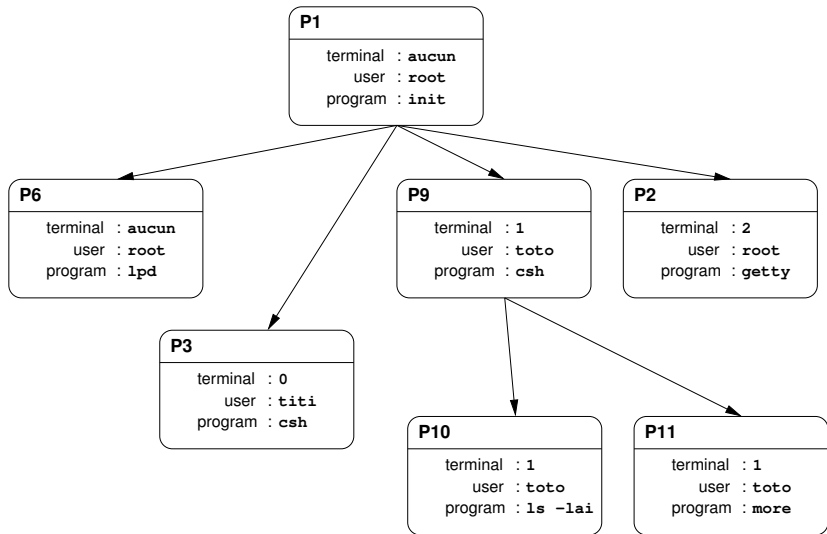 P1
terminal : aucun
user : root
program : init
P6
terminal : aucun
user : root
program : lpd
P9
terminal : 1
user : toto
program : csh
P2
terminal : 2
user : root
program : getty
P3
terminal : 0
user : titi
program : csh
P10
terminal : 1
user : toto
program : ls -lai
P11
terminal : 1
user : toto
program : more